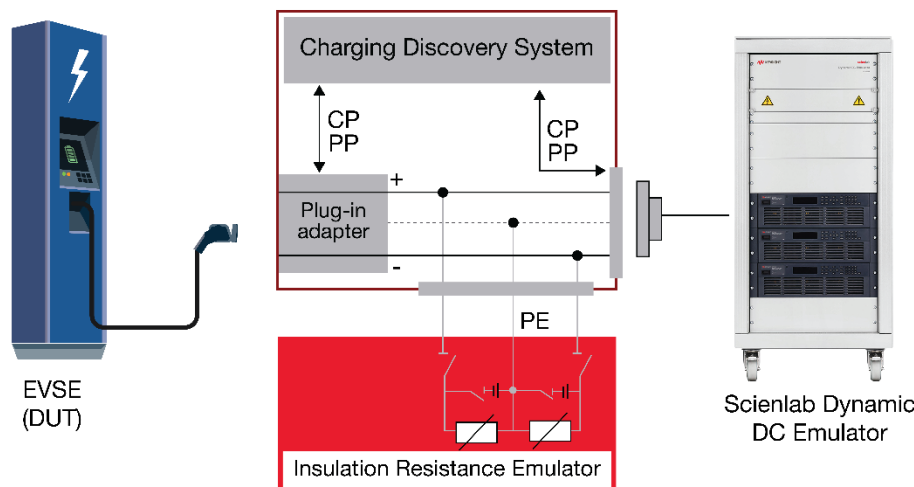 Charging Discovery System
CP
PP
CP
PP
+
Plug-in
adapter
-
PE
EVSE
(DUT)
Scienlab Dynamic
DC Emulator
Insulation Resistance Emulator